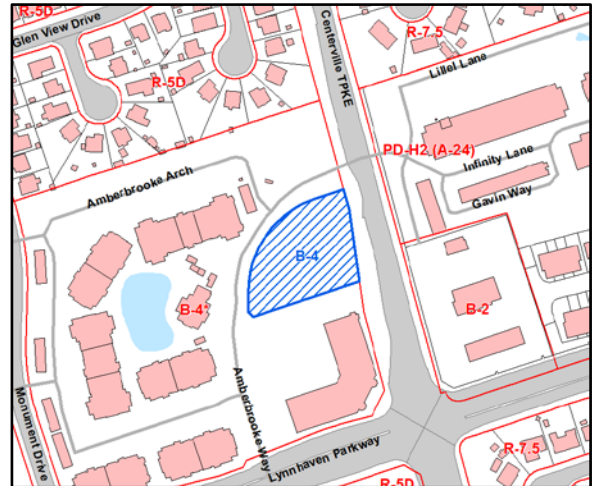 R-5D
Glen View Drive
Centerville TPKE
R-7.5
Lillel Lane
R-5D
PD-H2 (A-24)
Infinity Lane
Amberbrooke Arch
Gavin Way
B-4
B-4*
B-2
Monument Drive
Amberbrooke Way
Lynnhaven Parkway
R-7.5
R-5D